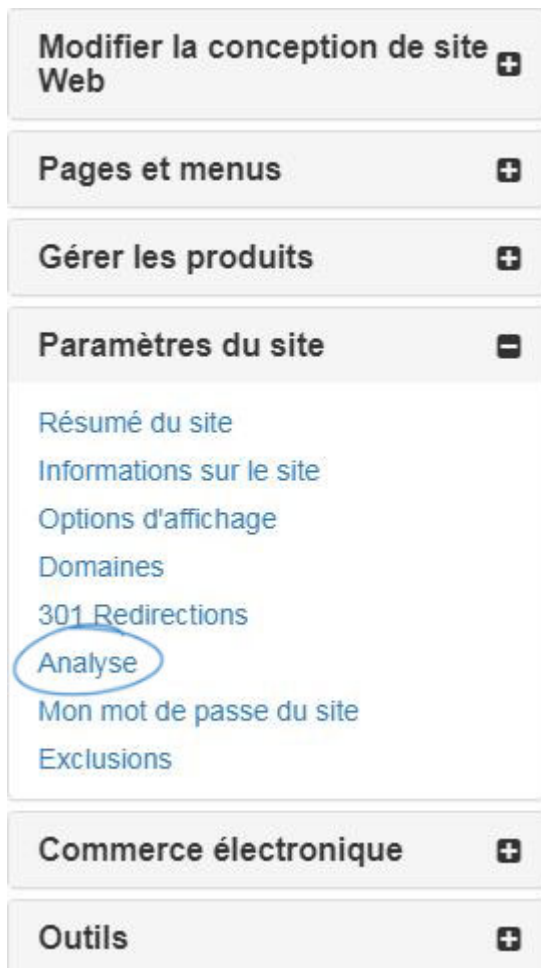 Modifier la conception de site
Web
Pages et menus
Gérer les produits
Paramètres du site
Résumé du site
Informations sur le site
Options d'affichage
Domaines
301 Redirections
Analyse
Mon mot de passe du site
Exclusions
Commerce électronique
Outils